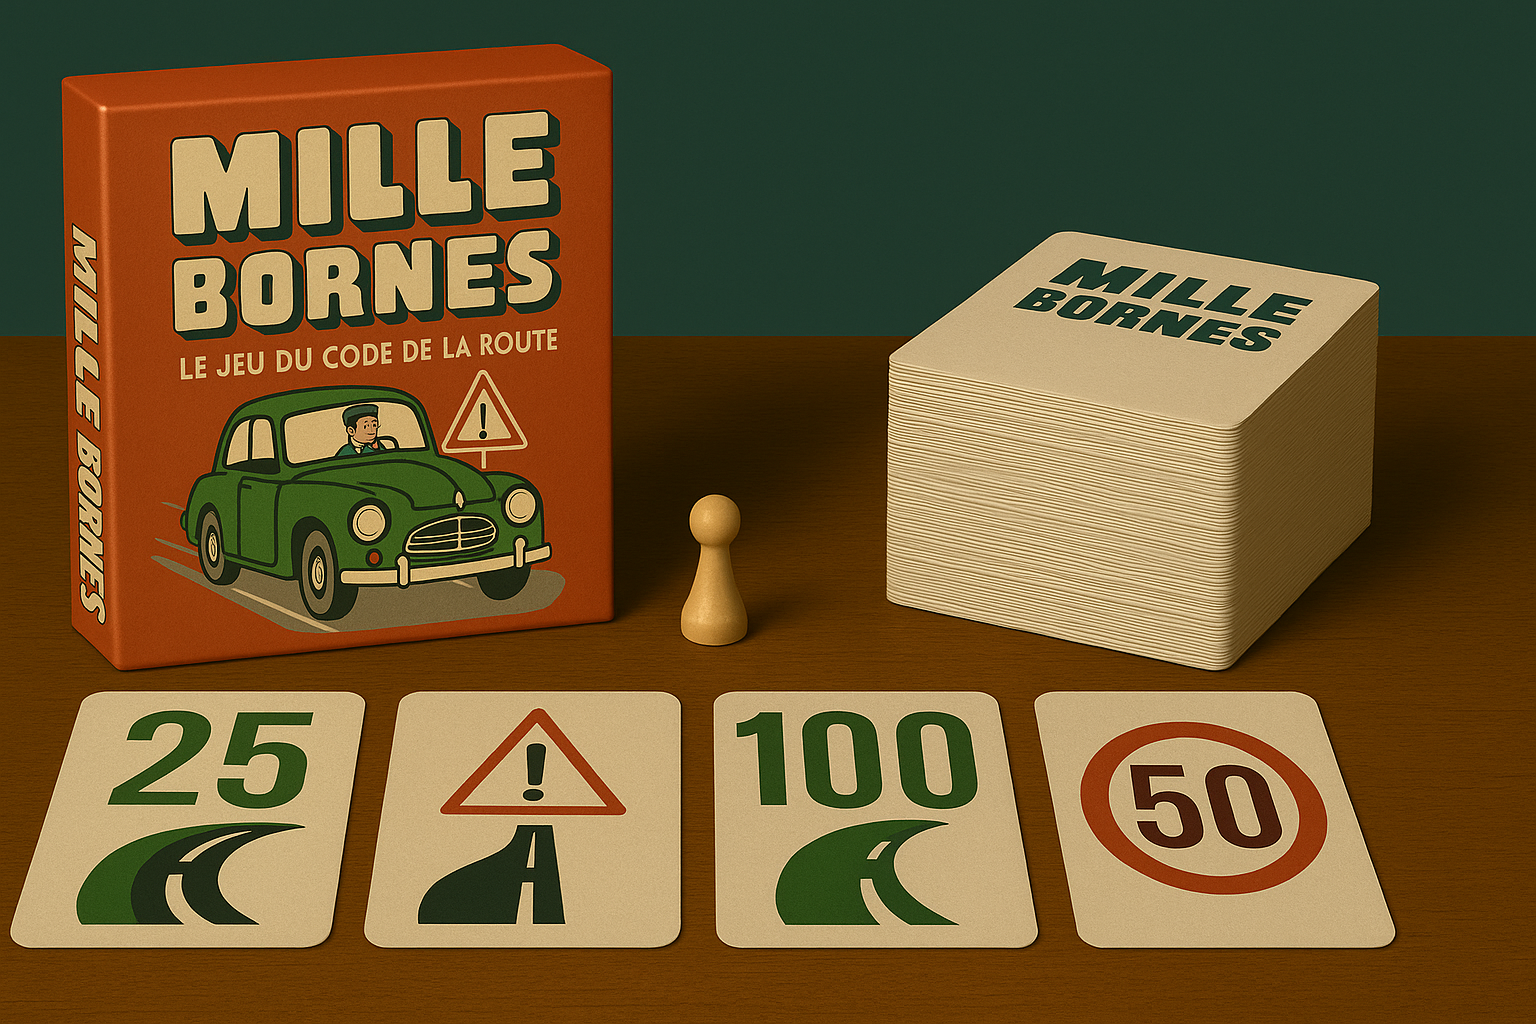 MILLE
BORNES
LE JEU DU CODE DE LA ROUTE
MILLE BORNES
MILLE
BORNES
25
!
100
50